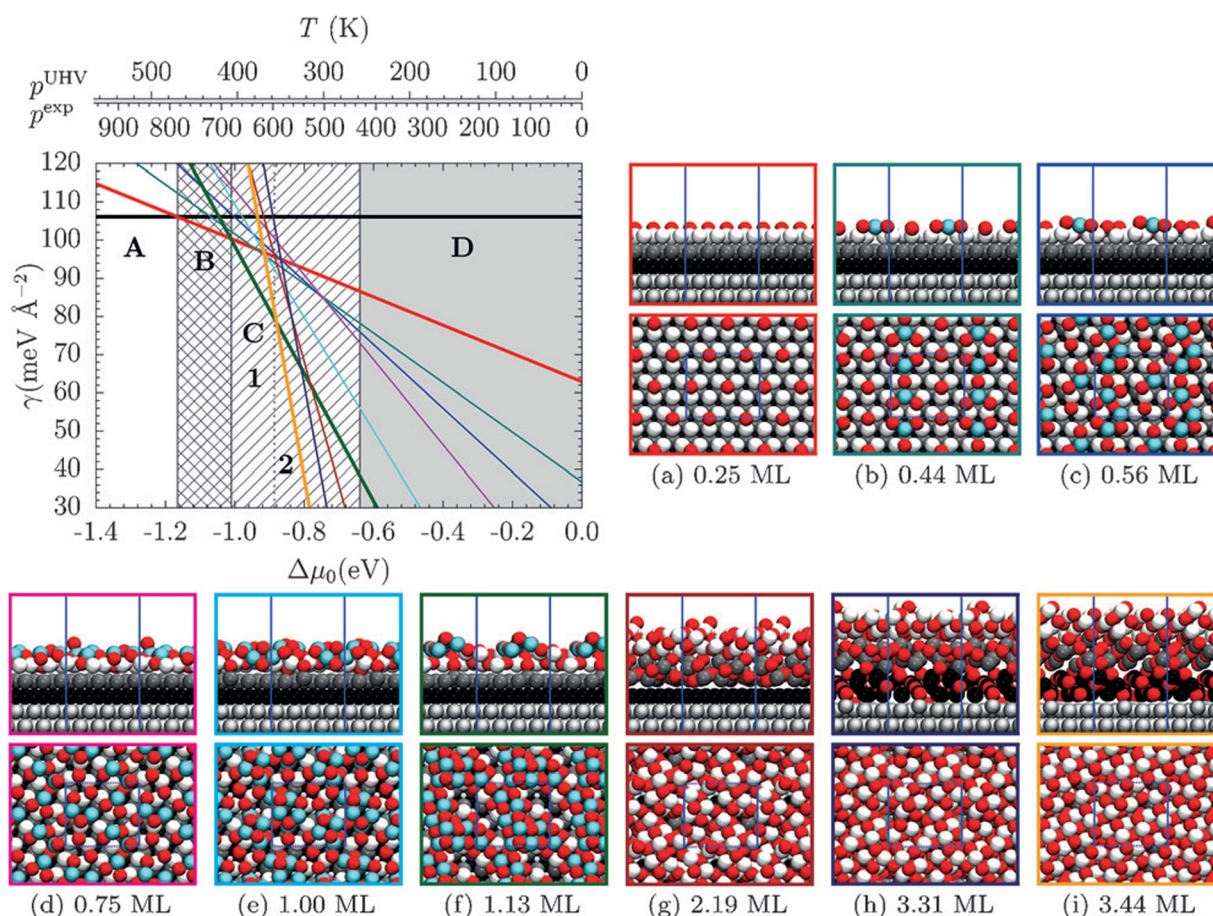 T (K)
p^UHV 500 400 300 200 100 0
p^exp 900 800 700 600 500 400 300 200 100 0
γ(meV Å⁻²)
120
110
100
90
80
70
60
50
40
30
A B C D
1
2
-1.4 -1.2 -1.0 -0.8 -0.6 -0.4 -0.2 0.0
Δμ₀(eV)
(a) 0.25 ML (b) 0.44 ML (c) 0.56 ML
(d) 0.75 ML (e) 1.00 ML (f) 1.13 ML (g) 2.19 ML (h) 3.31 ML (i) 3.44 ML